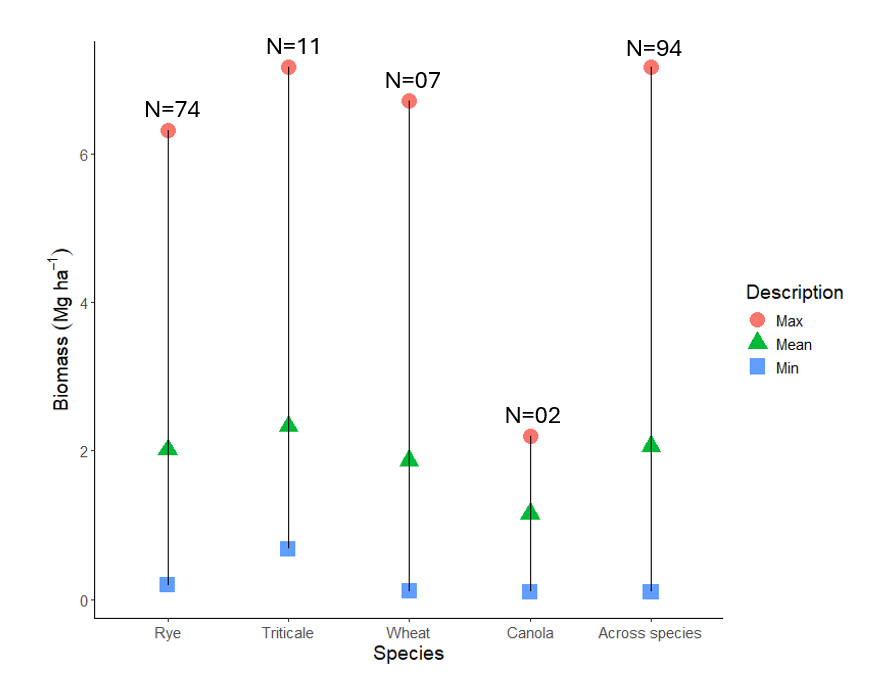 N=11
N=94
N=07
N=74
6
Biomass (Mg ha⁻¹)
4
Description
Max
Mean
Min
N=02
2
0
Rye
Triticale
Wheat
Canola
Across species
Species